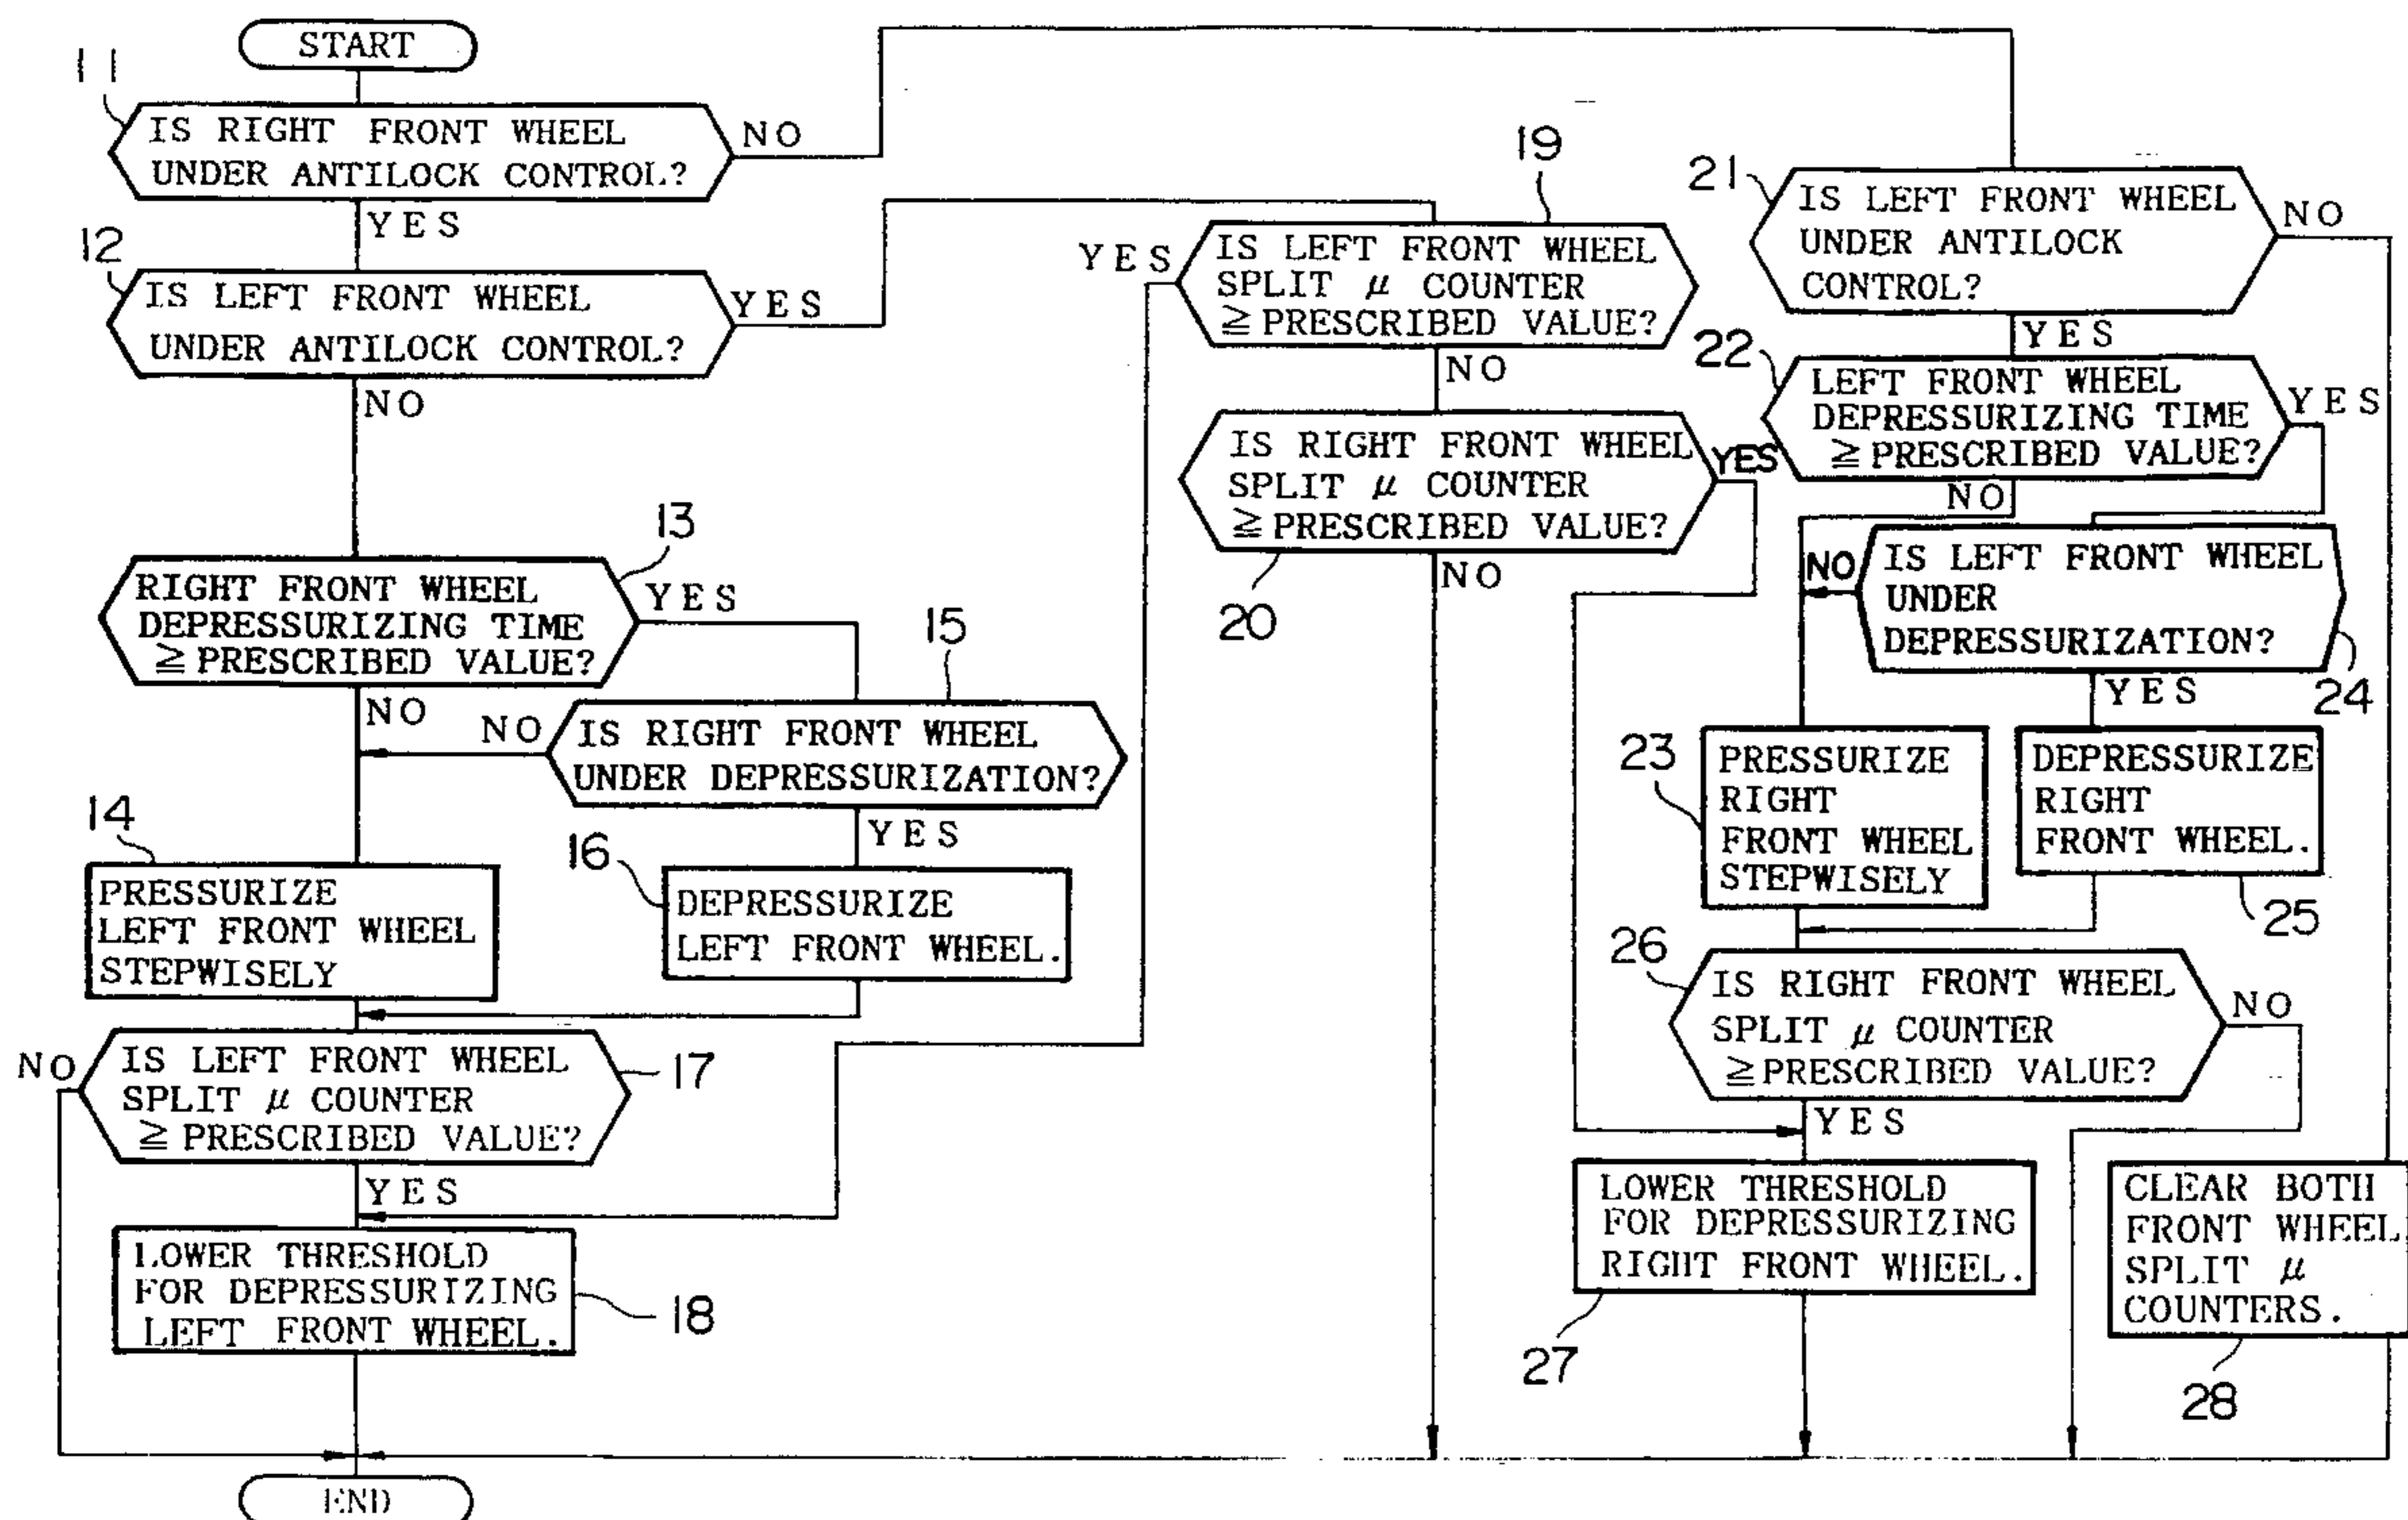 START
11
IS RIGHT FRONT WHEEL
UNDER ANTILOCK CONTROL?
NO
YES
12
IS LEFT FRONT WHEEL
UNDER ANTILOCK CONTROL?
YES
NO
13
RIGHT FRONT WHEEL
DEPRESSURIZING TIME
≧PRESCRIBED VALUE?
YES
NO
15
IS RIGHT FRONT WHEEL
UNDER DEPRESSURIZATION?
NO
YES
14
PRESSURIZE
LEFT FRONT WHEEL
STEPWISELY
16
DEPRESSURIZE
LEFT FRONT WHEEL.
17
IS LEFT FRONT WHEEL
SPLIT μ COUNTER
≧ PRESCRIBED VALUE?
NO
YES
LOWER THRESHOLD
FOR DEPRESSURIZING
LEFT FRONT WHEEL.
18
END
19
IS LEFT FRONT WHEEL
SPLIT μ COUNTER
≧PRESCRIBED VALUE?
YES
NO
IS RIGHT FRONT WHEEL
SPLIT μ COUNTER
≧PRESCRIBED VALUE?
YES
NO
20
21
IS LEFT FRONT WHEEL
UNDER ANTILOCK
CONTROL?
NO
YES
22
LEFT FRONT WHEEL
DEPRESSURIZING TIME
≧PRESCRIBED VALUE?
YES
NO
IS LEFT FRONT WHEEL
UNDER
DEPRESSURIZATION?
NO
YES
24
23
PRESSURIZE
RIGHT
FRONT WHEEL
STEPWISELY
DEPRESSURIZE
RIGHT
FRONT WHEEL.
25
26
IS RIGHT FRONT WHEEL
SPLIT μ COUNTER
≧PRESCRIBED VALUE?
NO
YES
LOWER THRESHOLD
FOR DEPRESSURIZING
RIGHT FRONT WHEEL.
27
CLEAR BOTH
FRONT WHEEL
SPLIT μ
COUNTERS.
28